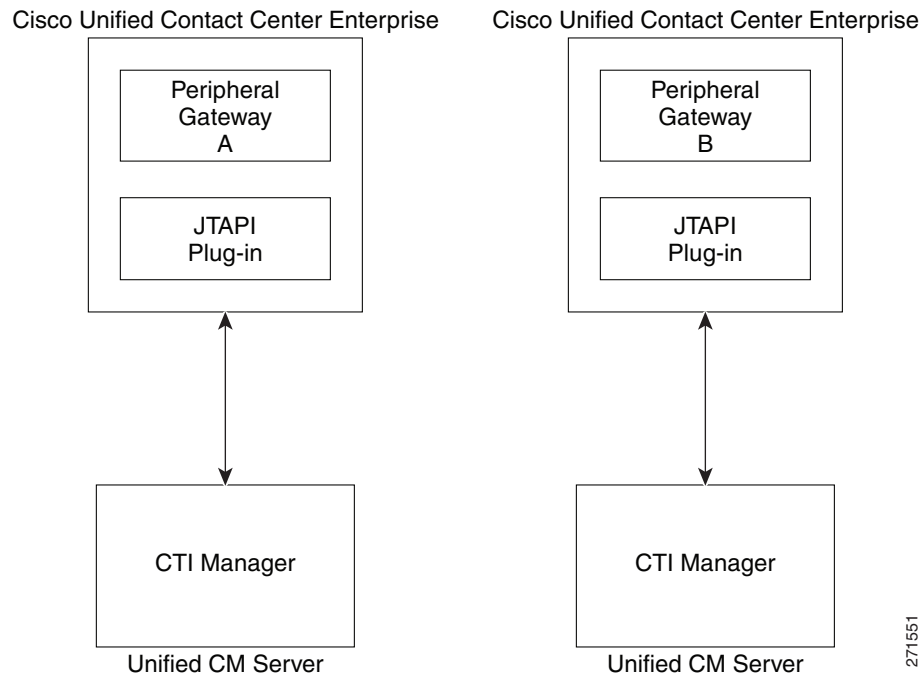 Cisco Unified Contact Center Enterprise
Peripheral
Gateway
A
JTAPI
Plug-in
CTI Manager
Unified CM Server
Cisco Unified Contact Center Enterprise
Peripheral
Gateway
B
JTAPI
Plug-in
CTI Manager
Unified CM Server
271551